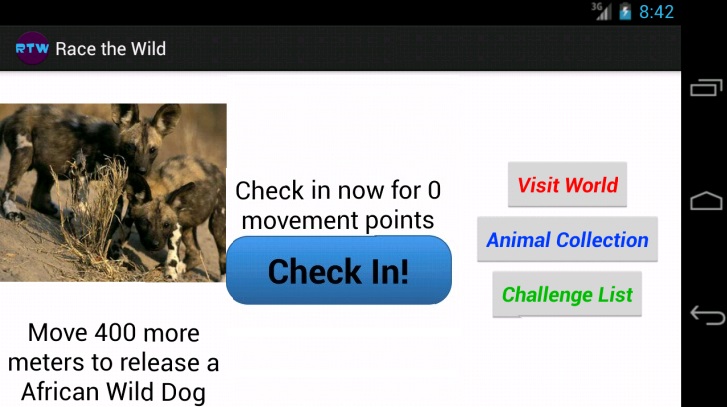 3G 8:42
RTW Race the Wild
Check in now for 0
movement points
Check In!
Move 400 more
meters to release a
African Wild Dog
Visit World
Animal Collection
Challenge List